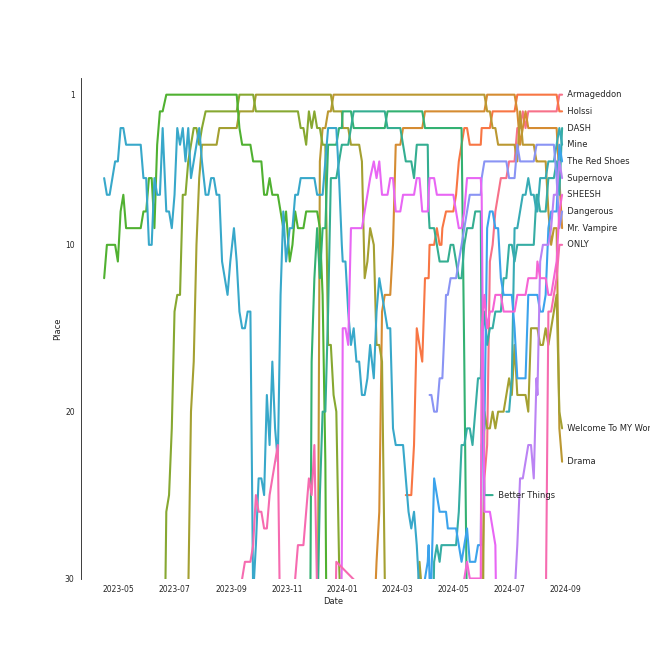 1
Armageddon
Holssi
DASH
Mine
The Red Shoes
Supernova
SHEESH
Dangerous
Mr. Vampire
10
ONLY
Place
20
Welcome To MY Wor
Drama
Better Things
30
2023-05
2023-07
2023-09
2023-11
2024-01
2024-03
2024-05
2024-07
2024-09
Date